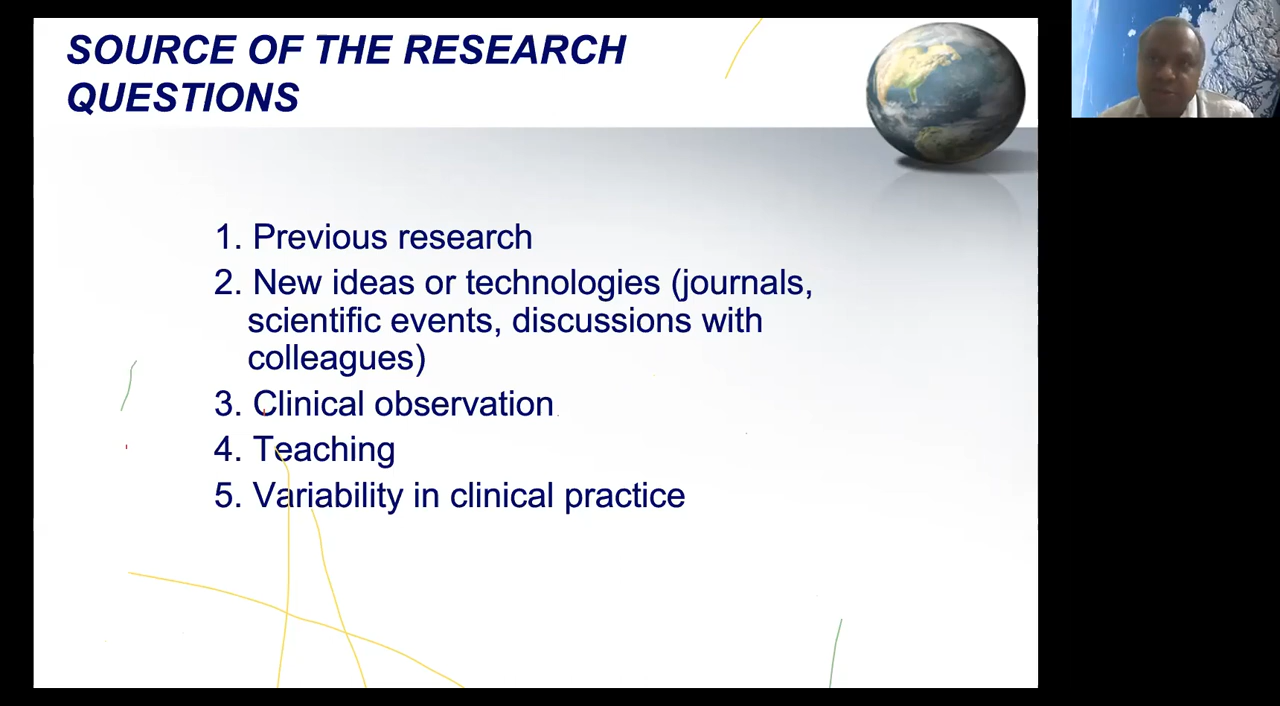 SOURCE OF THE RESEARCH
QUESTIONS
1. Previous research
2. New ideas or technologies (journals,
scientific events, discussions with
colleagues)
3. Clinical observation
4. Teaching
5. Variability in clinical practice